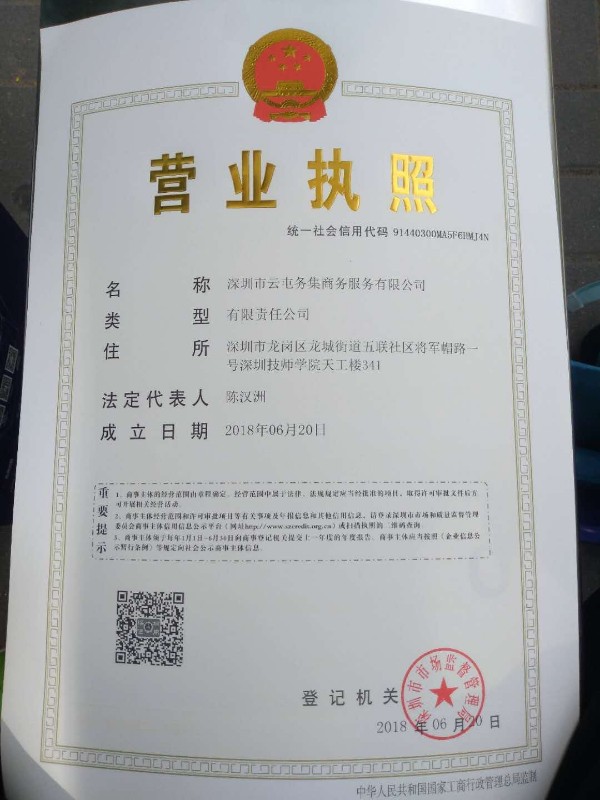 营业执照
统一社会信用代码 91440300MA5F6HMJ4N
名称 深圳市云屯务集商务服务有限公司
类型 有限责任公司
住所 深圳市龙岗区龙城街道五联社区将军帽路一
号深圳技师学院天工楼341
法定代表人 陈汉洲
成立日期 2018年06月20日
重要提示
1、商事主体的经营范围由章程确定。经营范围中属于法律、法规规定应当经批准的项目，取得许可审批文件后方
可开展相关经营活动。
2、商事主体经营范围和许可审批项目等有关事项及年报信息和其他信用信息，请登录深圳市市场和质量监督管理
委员会商事主体信用信息公示平台（网址http://www.szcredit.org.cn）或扫描执照的二维码查询。
3、商事主体须于每年1月1日-6月30日向商事登记机关提交上一年度的年度报告。商事主体应当按照《企业信息公
示暂行条例》等规定向社会公示商事主体信息。
登记机关
深圳市市场监督管理局
2018年06月20日
中华人民共和国国家工商行政管理总局监制